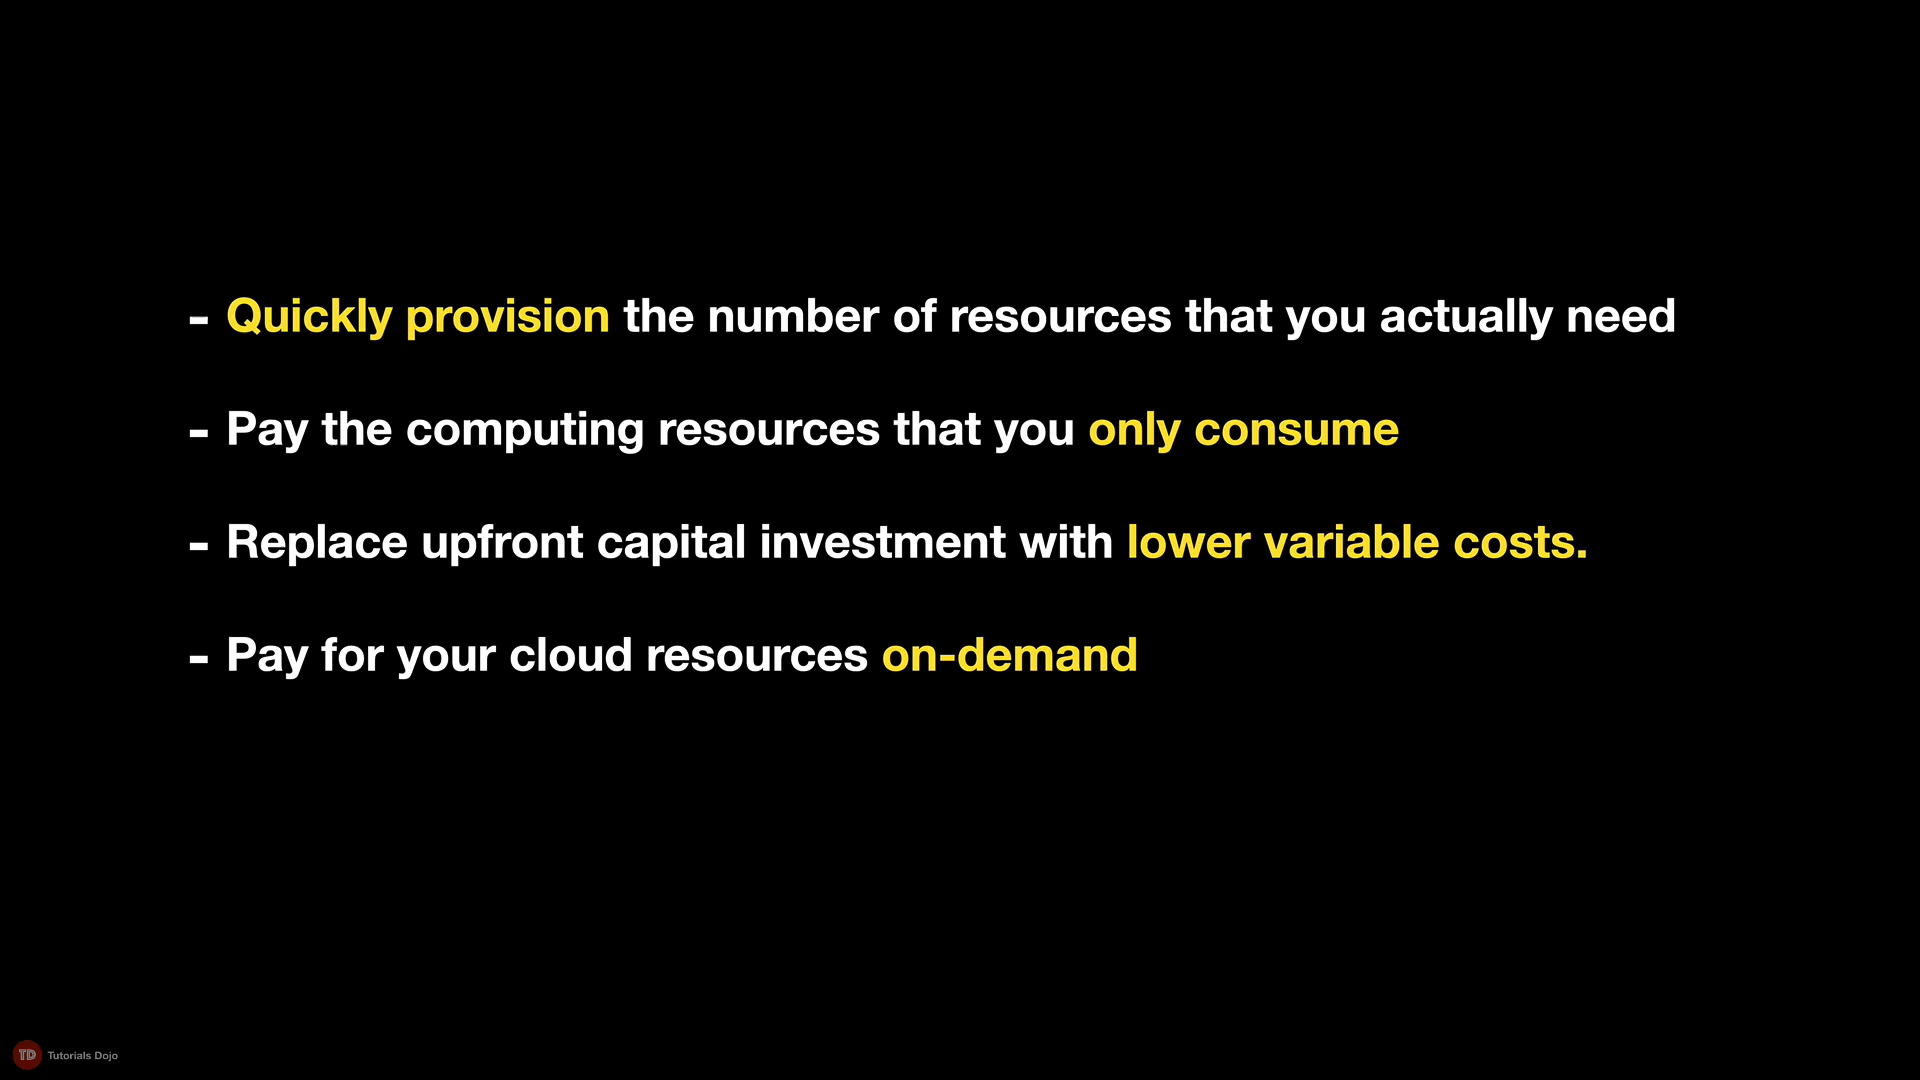 - Quickly provision the number of resources that you actually need
- Pay the computing resources that you only consume
- Replace upfront capital investment with lower variable costs.
- Pay for your cloud resources on-demand
TD Tutorials Dojo